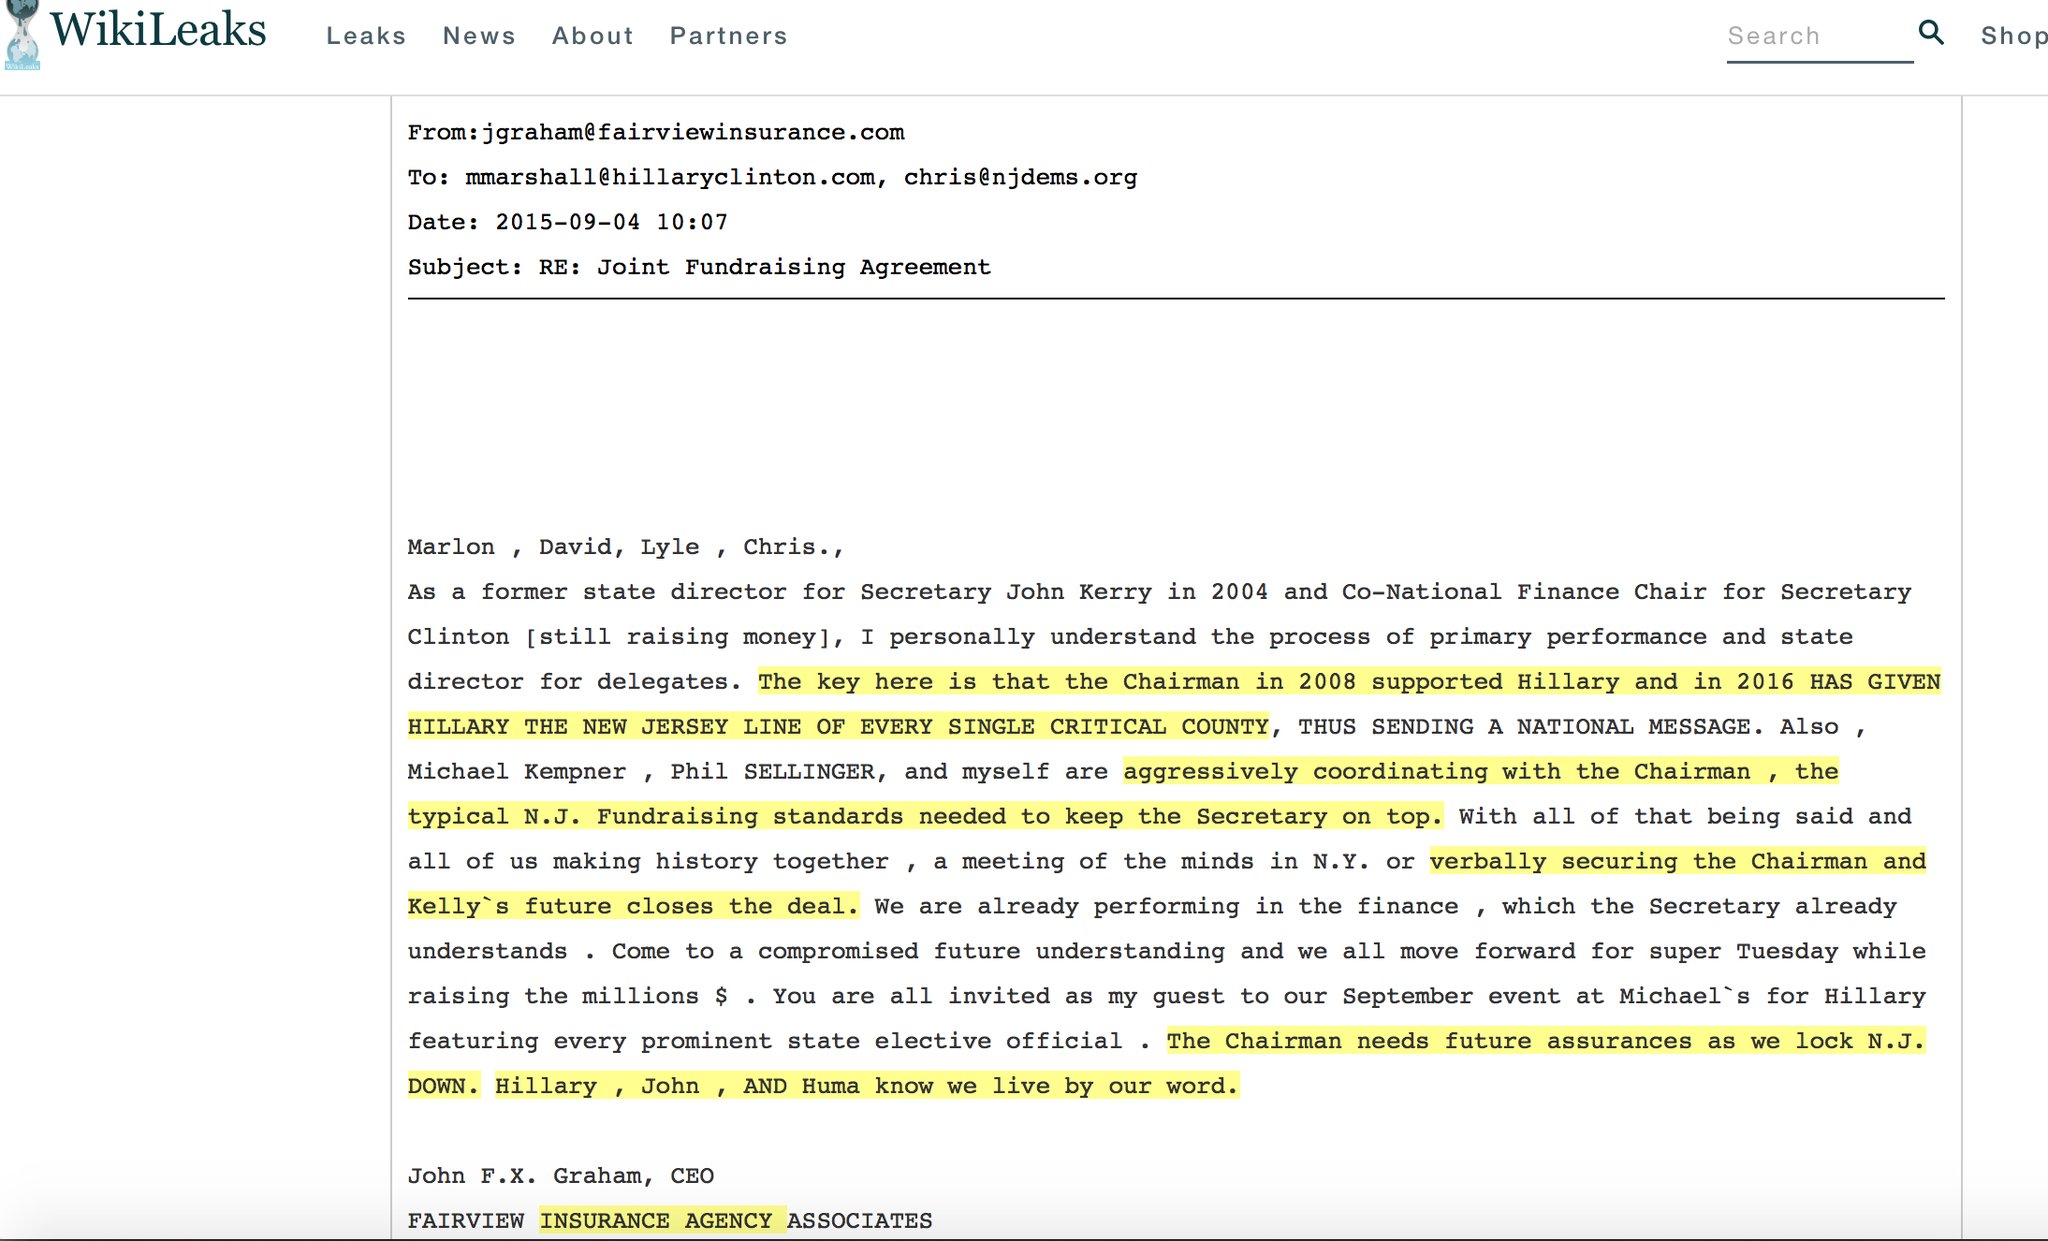 WikiLeaks Leaks News About Partners Search Shop
WikiLeaks
From:jgraham@fairviewinsurance.com
To: mmarshall@hillaryclinton.com, chris@njdems.org
Date: 2015-09-04 10:07
Subject: RE: Joint Fundraising Agreement
Marlon , David, Lyle , Chris.,
As a former state director for Secretary John Kerry in 2004 and Co-National Finance Chair for Secretary
Clinton [still raising money], I personally understand the process of primary performance and state
director for delegates. The key here is that the Chairman in 2008 supported Hillary and in 2016 HAS GIVEN
HILLARY THE NEW JERSEY LINE OF EVERY SINGLE CRITICAL COUNTY, THUS SENDING A NATIONAL MESSAGE. Also ,
Michael Kempner , Phil SELLINGER, and myself are aggressively coordinating with the Chairman , the
typical N.J. Fundraising standards needed to keep the Secretary on top. With all of that being said and
all of us making history together , a meeting of the minds in N.Y. or verbally securing the Chairman and
Kelly`s future closes the deal. We are already performing in the finance , which the Secretary already
understands . Come to a compromised future understanding and we all move forward for super Tuesday while
raising the millions $ . You are all invited as my guest to our September event at Michael`s for Hillary
featuring every prominent state elective official . The Chairman needs future assurances as we lock N.J.
DOWN. Hillary , John , AND Huma know we live by our word.
John F.X. Graham, CEO
FAIRVIEW INSURANCE AGENCY ASSOCIATES